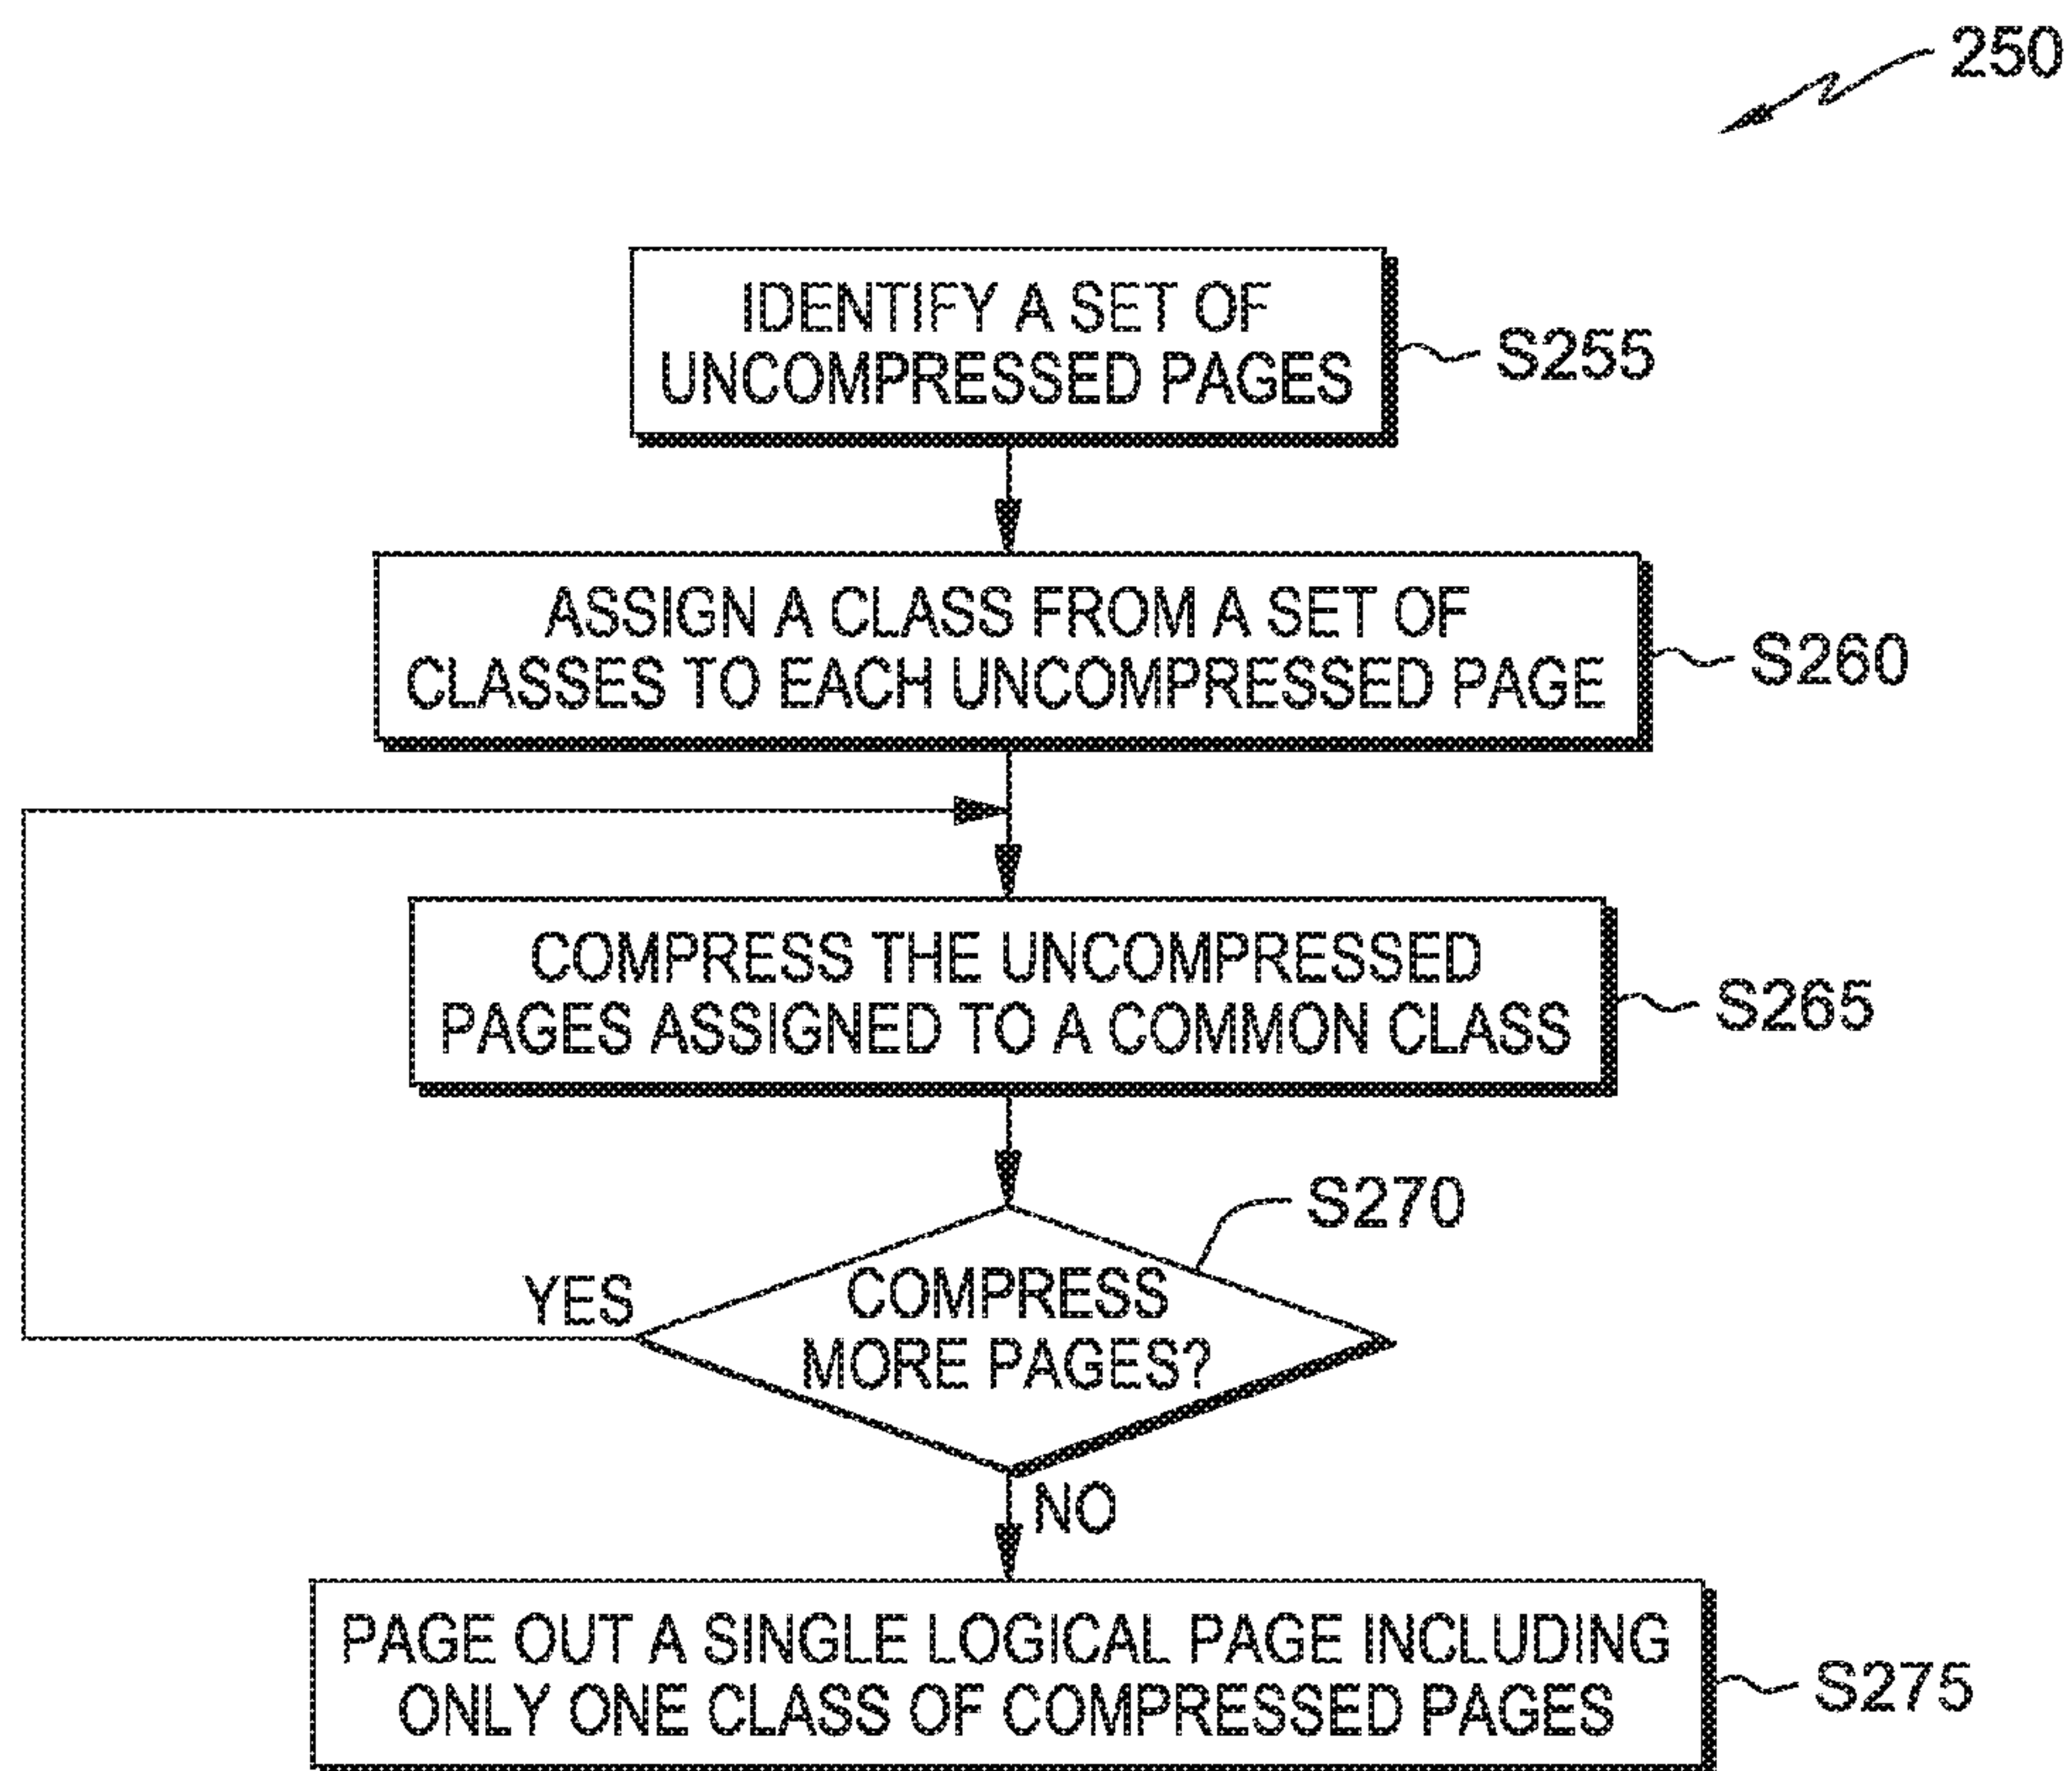 250
IDENTIFY A SET OF
UNCOMPRESSED PAGES
S255
ASSIGN A CLASS FROM A SET OF
CLASSES TO EACH UNCOMPRESSED PAGE
S260
COMPRESS THE UNCOMPRESSED
PAGES ASSIGNED TO A COMMON CLASS
S265
S270
COMPRESS
MORE PAGES?
YES
NO
PAGE OUT A SINGLE LOGICAL PAGE INCLUDING
ONLY ONE CLASS OF COMPRESSED PAGES
S275